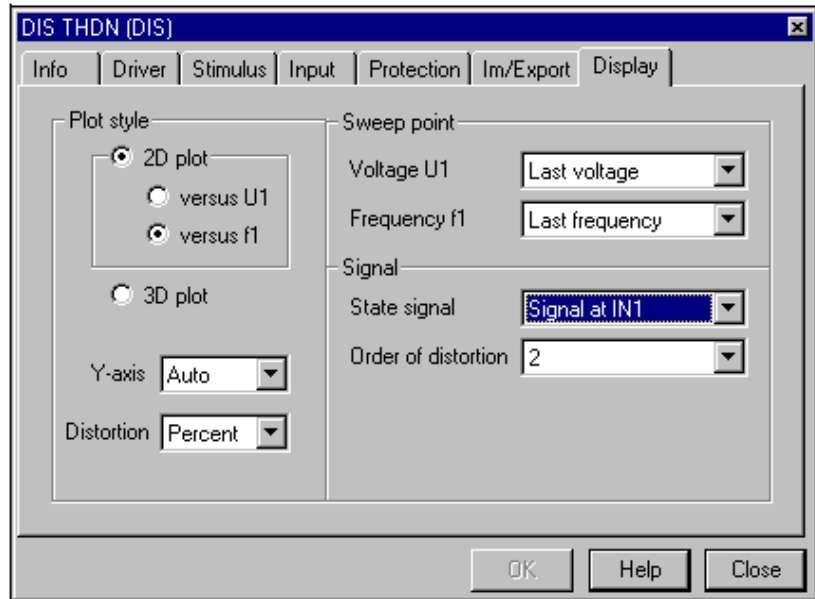 DIS THDN (DIS)
Info Driver Stimulus Input Protection Im/Export Display
Plot style
2D plot
versus U1
versus f1
3D plot
Y-axis Auto
Distortion Percent
Sweep point
Voltage U1 Last voltage
Frequency f1 Last frequency
Signal
State signal Signal at IN1
Order of distortion 2
OK Help Close